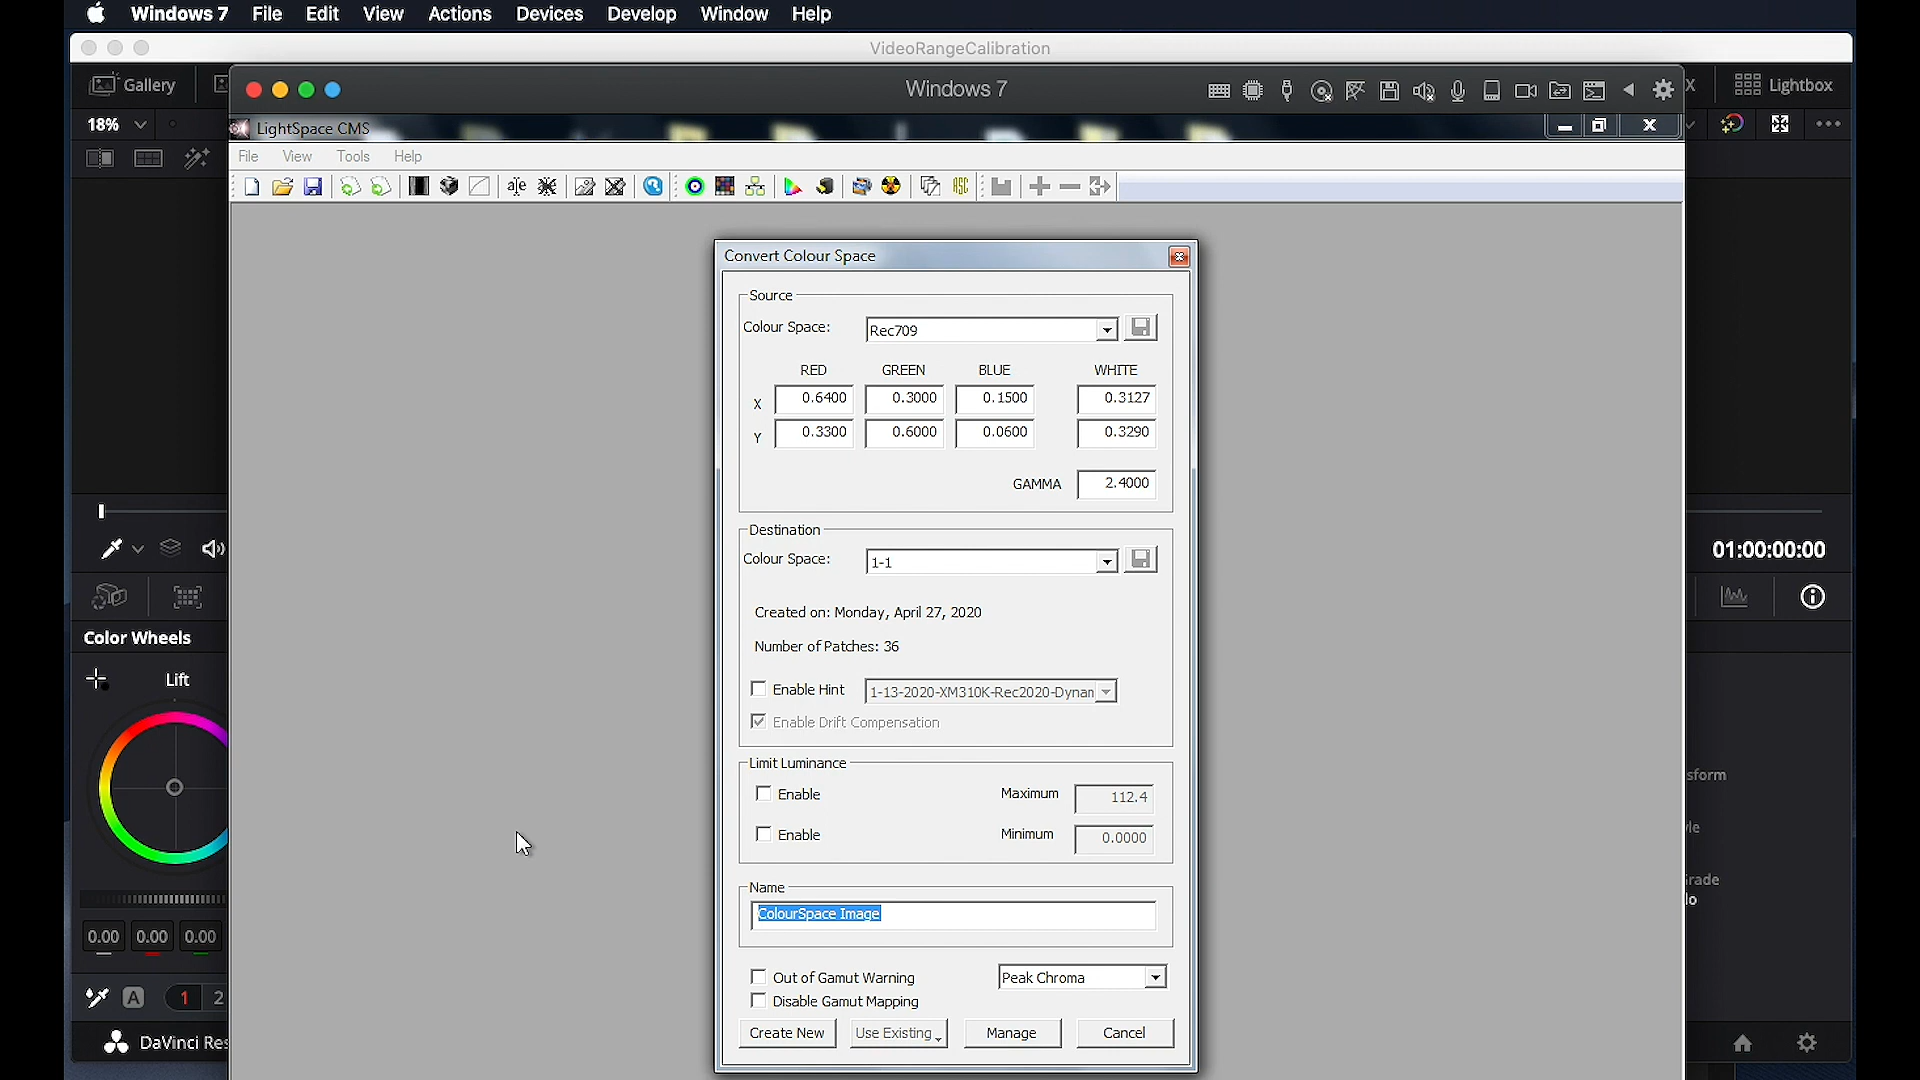 Windows 7 File Edit View Actions Devices Develop Window Help
VideoRangeCalibration
Gallery
Windows 7
X
Lightbox
18%
LightSpace CMS
File View Tools Help
Convert Colour Space
Source
Colour Space: Rec709
RED GREEN BLUE WHITE
X 0.6400 0.3000 0.1500 0.3127
Y 0.3300 0.6000 0.0600 0.3290
GAMMA 2.4000
Destination
Colour Space: 1-1
01:00:00:00
Created on: Monday, April 27, 2020
Color Wheels
Number of Patches: 36
Lift
Enable Hint 1-13-2020-XM310K-Rec2020-Dynan
Enable Drift Compensation
Limit Luminance
sform
Enable Maximum 112.4
Enable Minimum 0.0000
Name
ColourSpace Image
0.00 0.00 0.00
Out of Gamut Warning Peak Chroma
A 1 2
Disable Gamut Mapping
Create New Use Existing Manage Cancel
DaVinci Res